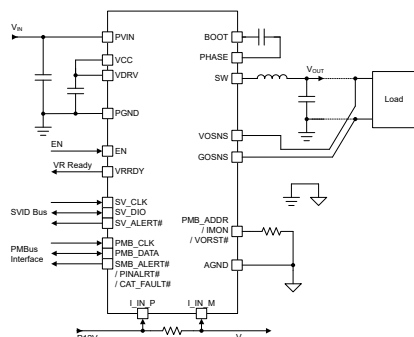 VIN
PVIN
BOOT
VCC
PHASE
VDRV
SW
VOUT
Load
PGND
VOSNS
EN
EN
GOSNS
VR Ready
VRRDY
SV_CLK
SVID Bus
SV_DIO
SV_ALERT#
PMB_ADDR
/ IMON
/ VORST#
PMB_CLK
PMBus
Interface
PMB_DATA
SMB_ALERT#
/ PINALRT#
/ CAT_FAULT#
AGND
I_IN_P
I_IN_M